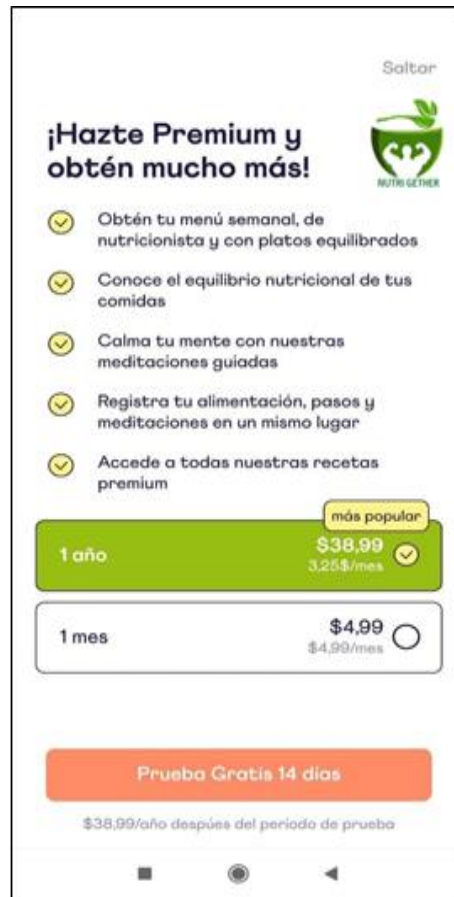 Saltar
¡Hazte Premium y
obtén mucho más!
NUTRI GETHER
Obtén tu menú semanal, de
nutricionista y con platos equilibrados
Conoce el equilibrio nutricional de tus
comidas
Calma tu mente con nuestras
meditaciones guiadas
Registra tu alimentación, pasos y
meditaciones en un mismo lugar
Accede a todas nuestras recetas
premium
más popular
1 año
$38,99
3,25$/mes
1 mes
$4,99
$4,99/mes
Prueba Gratis 14 días
$38,99/año despúes del periodo de prueba